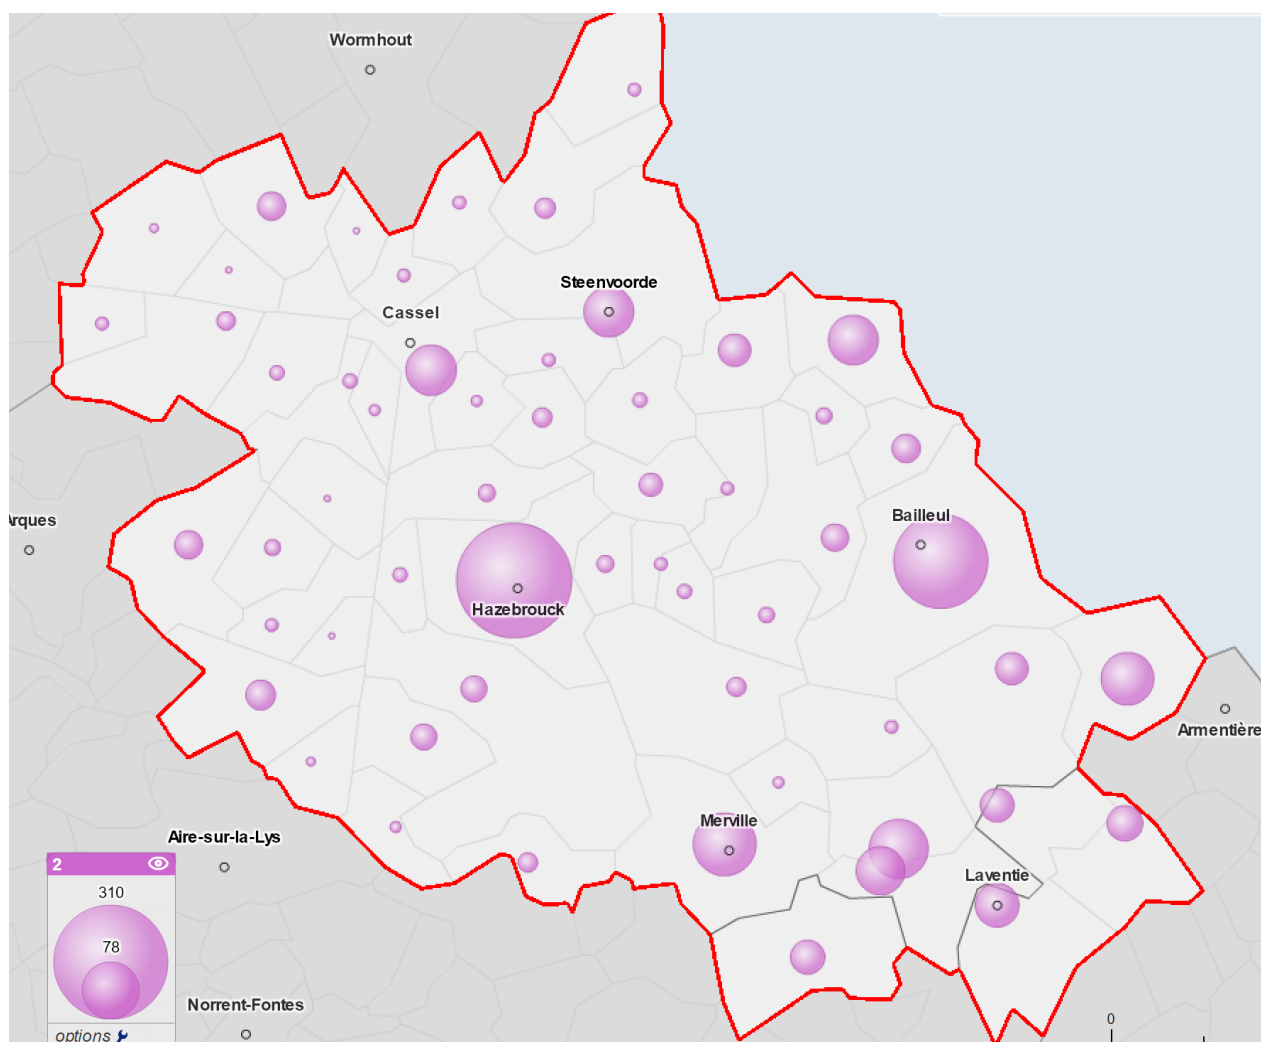 Wormhout
Steenvoorde
Cassel
Bailleul
Arques
Hazebrouck
Armentière
Merville
Aire-sur-la-Lys
2
Laventie
310
78
Norrent-Fontes
0
options